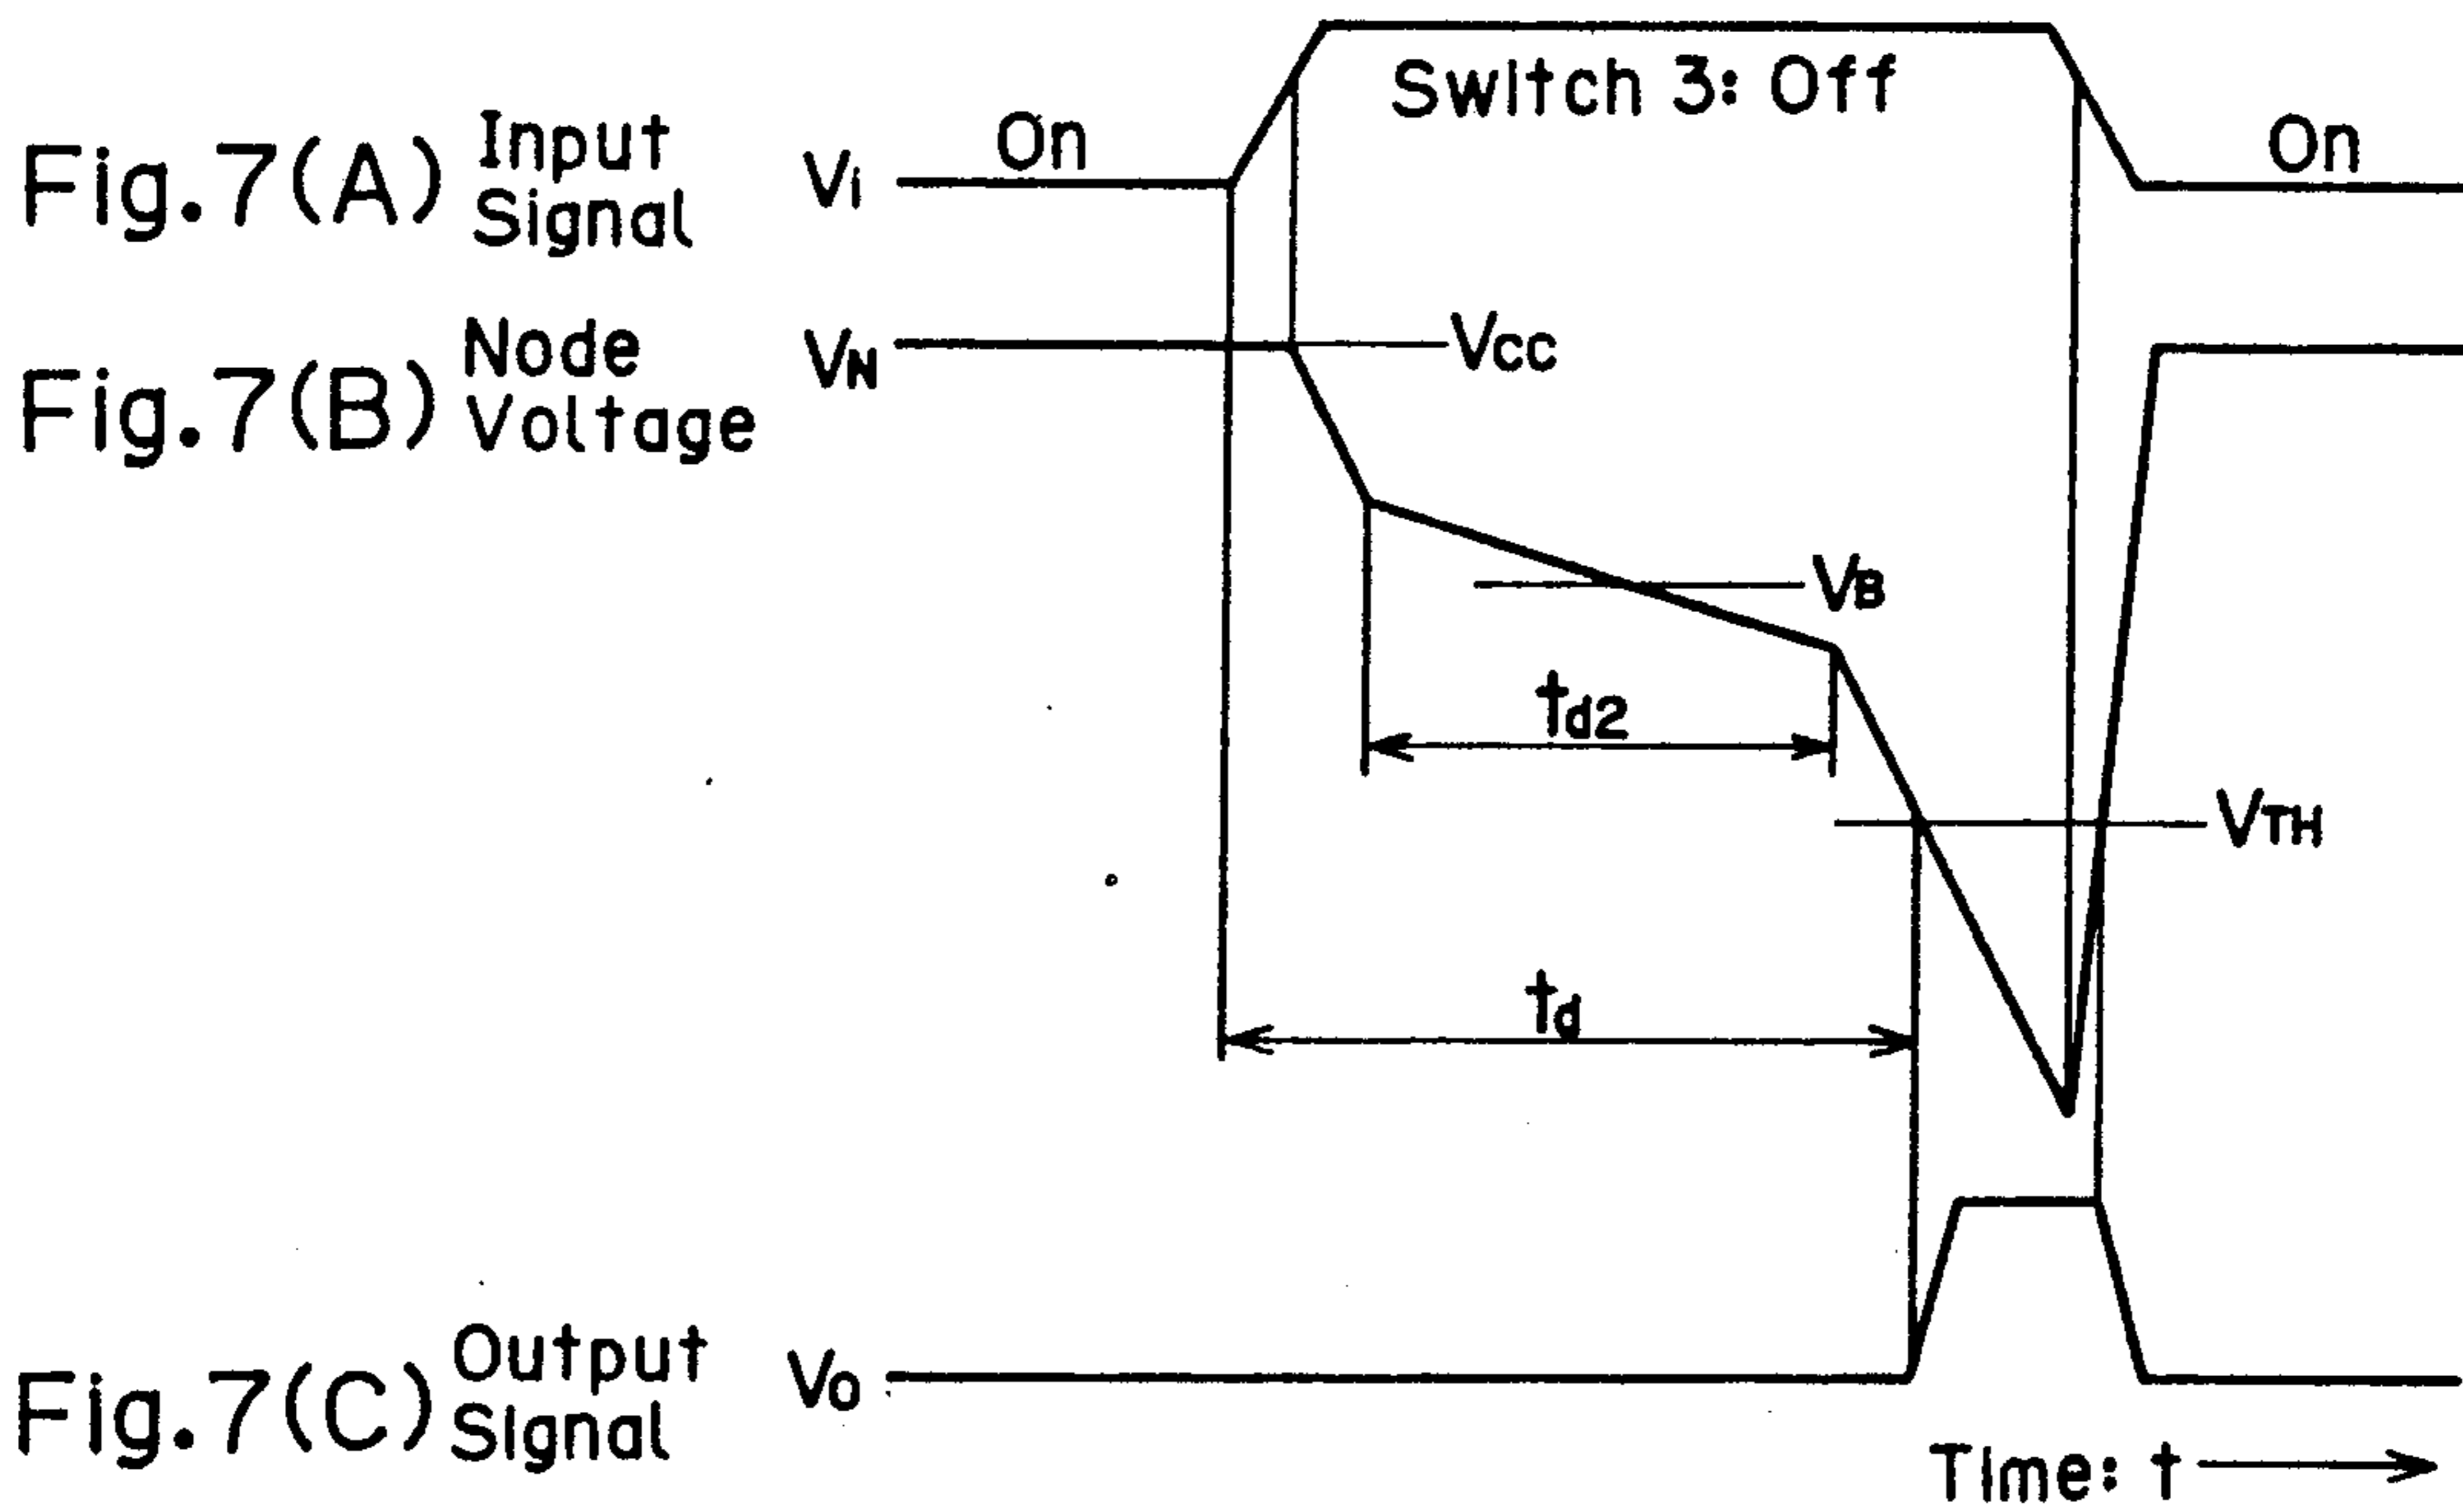 Switch 3: Off
Fig.7(A) Input Signal Vi On On
Fig.7(B) Node Voltage VN VCC
VB
td2
VTH
td
Fig.7(C) Output Signal VO
Time: t